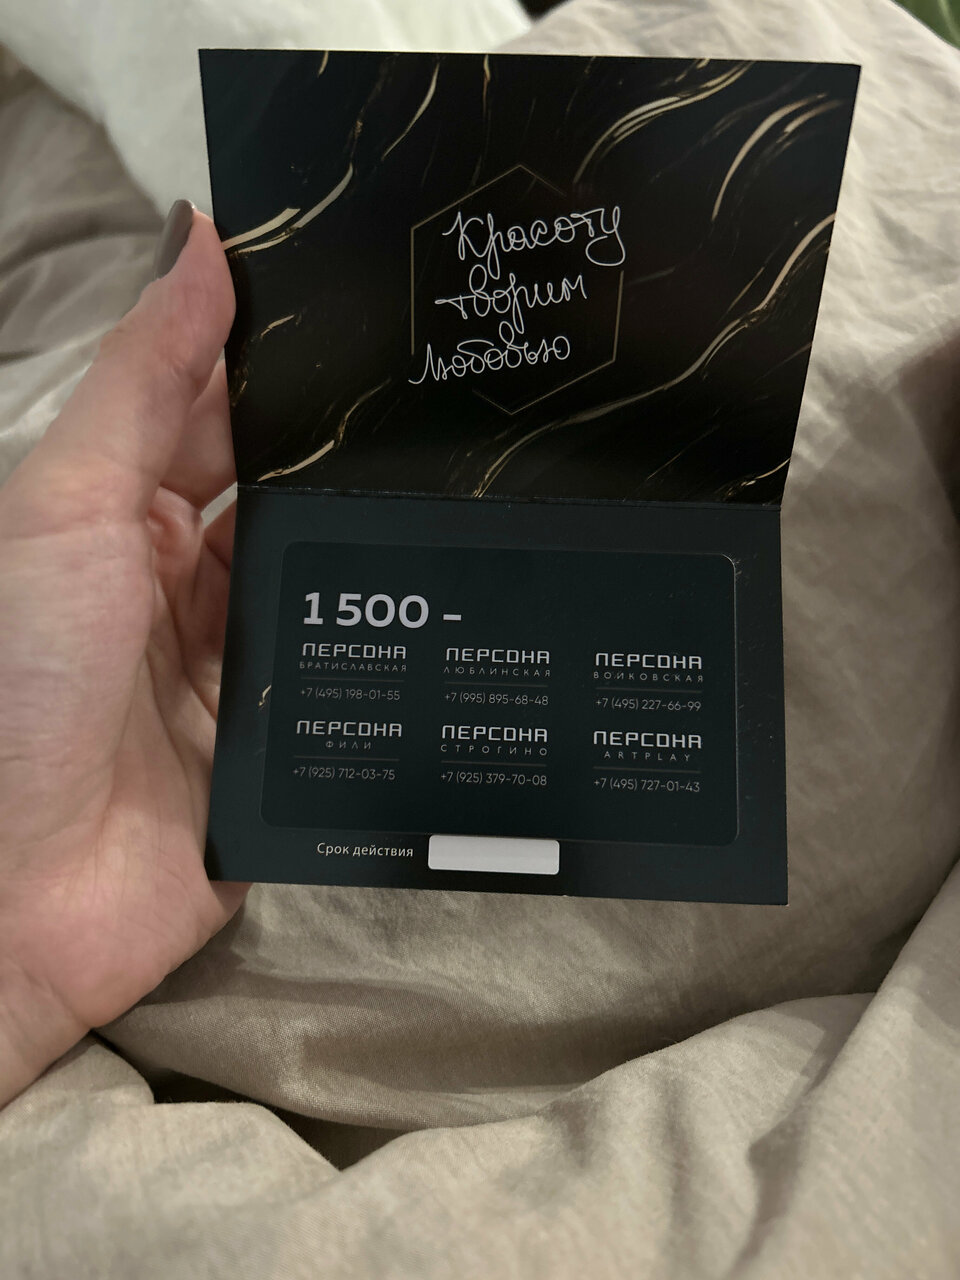 Красоту
творим
Любовью
1 500 -
ПЕРСОНА
БРАТИСЛАВСКАЯ
+7 (495) 198-01-55
ПЕРСОНА
ЛЮБЛИНСКАЯ
+7 (995) 895-68-48
ПЕРСОНА
ВОЙКОВСКАЯ
+7 (495) 227-66-99
ПЕРСОНА
ФИЛИ
+7 (925) 712-03-75
ПЕРСОНА
СТРОГИНО
+7 (925) 379-70-08
ПЕРСОНА
ARTPLAY
+7 (495) 727-01-43
Срок действия